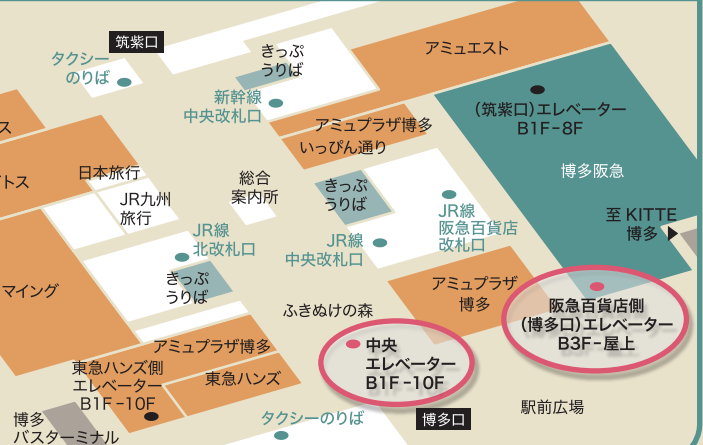 筑紫口
タクシー
のりば
きっぷ
うりば
アミュエスト
新幹線
中央改札口
(筑紫口)エレベーター
B1F-8F
アミュプラザ博多
いっぴん通り
博多阪急
ス
トス
日本旅行
JR九州
旅行
総合
案内所
きっぷ
うりば
JR線
阪急百貨店
改札口
至 KITTE
博多
JR線
北改札口
JR線
中央改札口
きっぷ
うりば
マイング
アミュプラザ
博多
ふきぬけの森
阪急百貨店側
(博多口)エレベーター
B3F-屋上
中央
エレベーター
B1F-10F
アミュプラザ博多
東急ハンズ側
エレベーター
B1F-10F
東急ハンズ
博多
バスターミナル
タクシーのりば
博多口
駅前広場